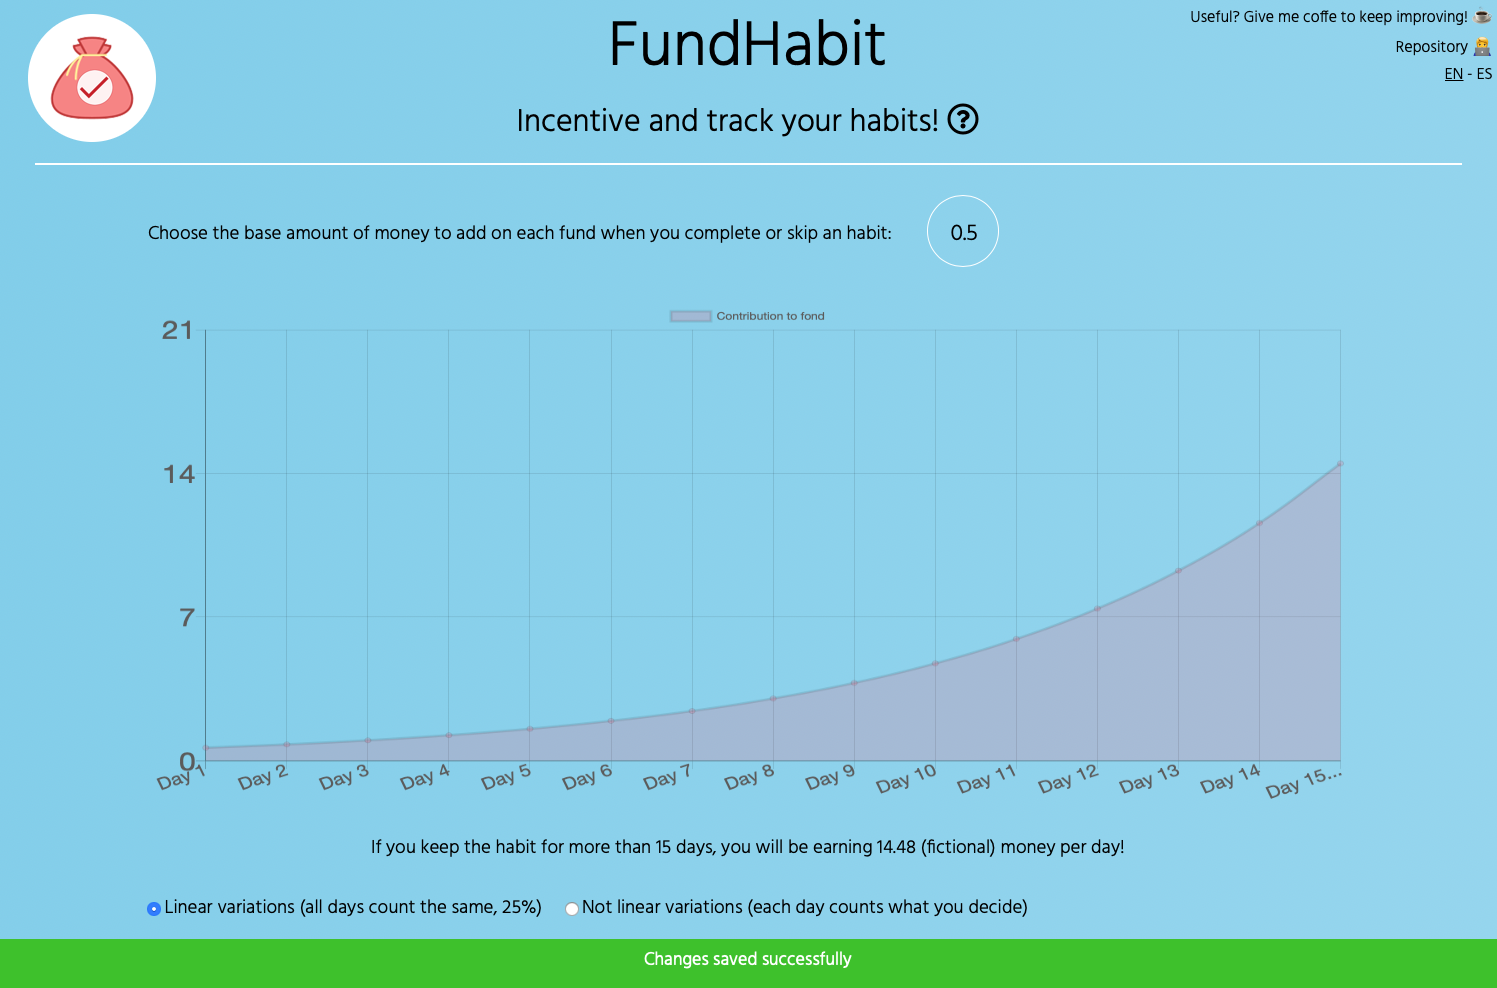 FundHabit
Useful? Give me coffe to keep improving!
Repository
EN - ES
Incentive and track your habits!
Choose the base amount of money to add on each fund when you complete or skip an habit:
0.5
Contribution to fond
21
14
7
0
Day 1
Day 2
Day 3
Day 4
Day 5
Day 6
Day 7
Day 8
Day 9
Day 10
Day 11
Day 12
Day 13
Day 14
Day 15...
If you keep the habit for more than 15 days, you will be earning 14.48 (fictional) money per day!
Linear variations (all days count the same, 25%)
Not linear variations (each day counts what you decide)
Changes saved successfully